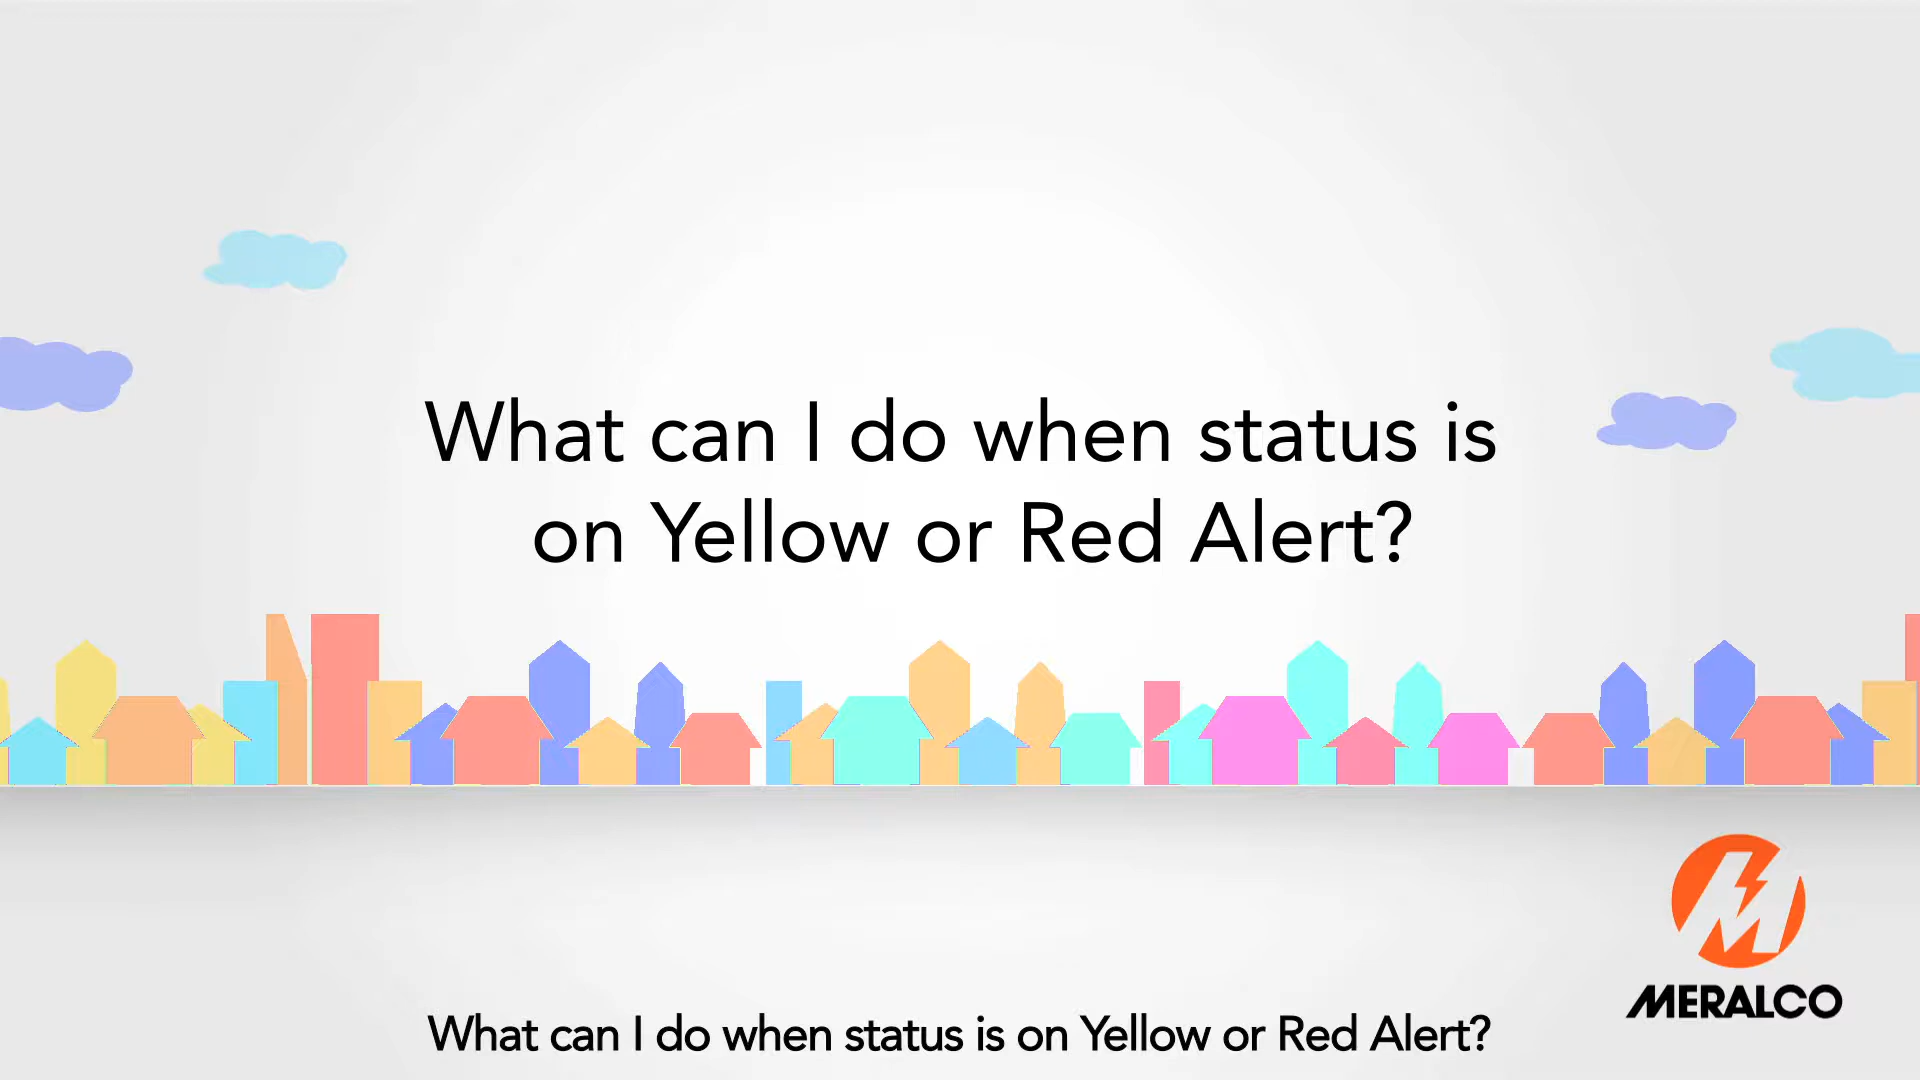 What can I do when status is
on Yellow or Red Alert?
MERALCO
What can I do when status is on Yellow or Red Alert?